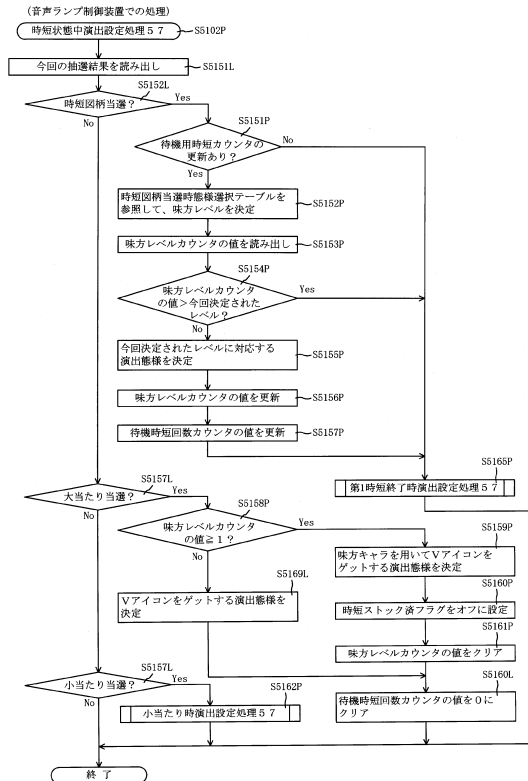 (音声ランプ制御装置での処理)
時短状態中演出設定処理57
S5102P
今回の抽選結果を読み出し
S5151L
時短図柄当選?
S5152L
Yes
No
待機用時短カウンタの
更新あり?
S5151P
No
Yes
時短図柄当選時態様選択テーブルを
参照して、味方レベルを決定
S5152P
味方レベルカウンタの値を読み出し
S5153P
味方レベルカウンタ
の値>今回決定された
レベル?
S5154P
Yes
No
今回決定されたレベルに対応する
演出態様を決定
S5155P
味方レベルカウンタの値を更新
S5156P
待機時短回数カウンタの値を更新
S5157P
第1時短終了時演出設定処理57
S5165P
大当たり当選?
S5157L
Yes
No
味方レベルカウンタ
の値≧1?
S5158P
Yes
No
味方キャラを用いてVアイコンを
ゲットする演出態様を決定
S5159P
時短ストック済フラグをオフに設定
S5160P
味方レベルカウンタの値をクリア
S5161P
Vアイコンをゲットする演出態様を
決定
S5169L
待機時短回数カウンタの値を0に
クリア
S5160L
小当たり当選?
S5157L
Yes
No
小当たり時演出設定処理57
S5162P
終了